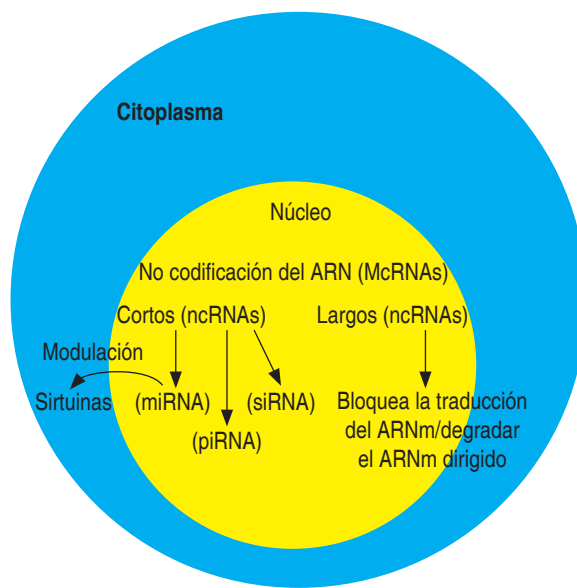 Citoplasma
Núcleo
No codificación del ARN (McRNAs)
Cortos (ncRNAs)
Largos (ncRNAs)
Modulación
Sirtuinas
(miRNA)
(siRNA)
(piRNA)
Bloquea la traducción
del ARNm/degradar
el ARNm dirigido